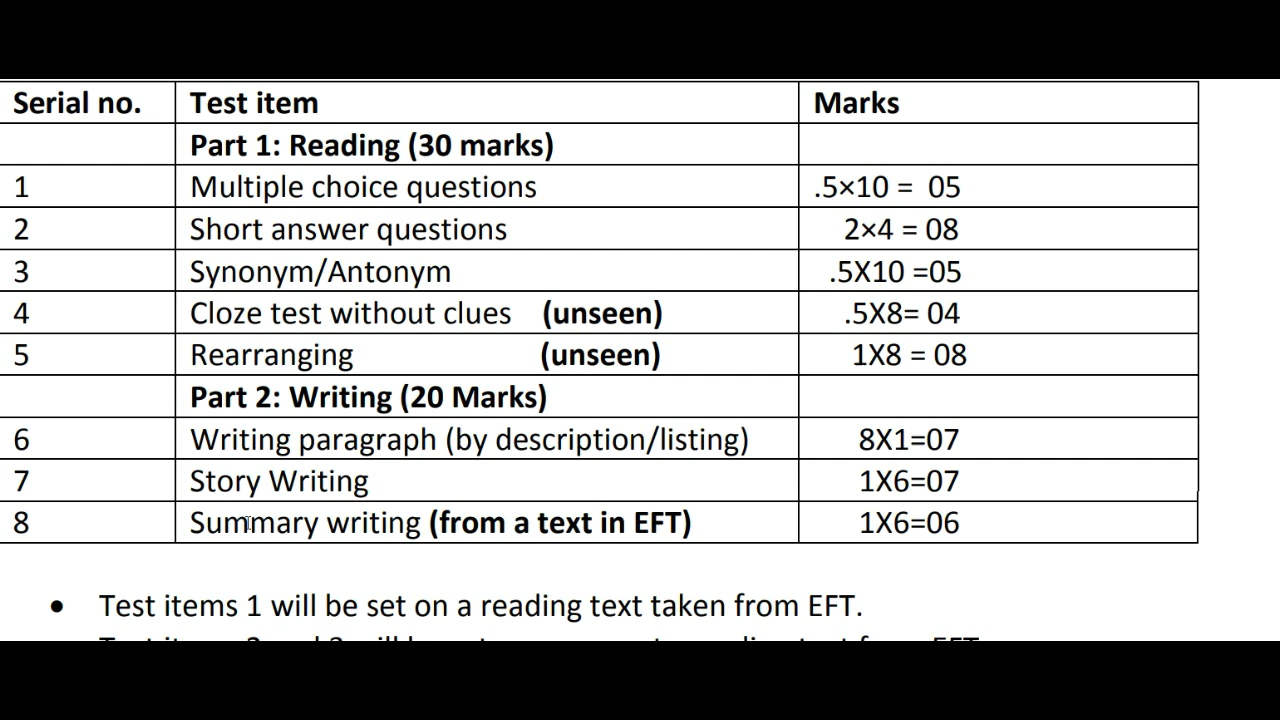 Serial no. Test item Marks
Part 1: Reading (30 marks)
1 Multiple choice questions .5×10 = 05
2 Short answer questions 2×4 = 08
3 Synonym/Antonym .5X10 =05
4 Cloze test without clues (unseen) .5X8= 04
5 Rearranging (unseen) 1X8 = 08
Part 2: Writing (20 Marks)
6 Writing paragraph (by description/listing) 8X1=07
7 Story Writing 1X6=07
8 Summary writing (from a text in EFT) 1X6=06
• Test items 1 will be set on a reading text taken from EFT.